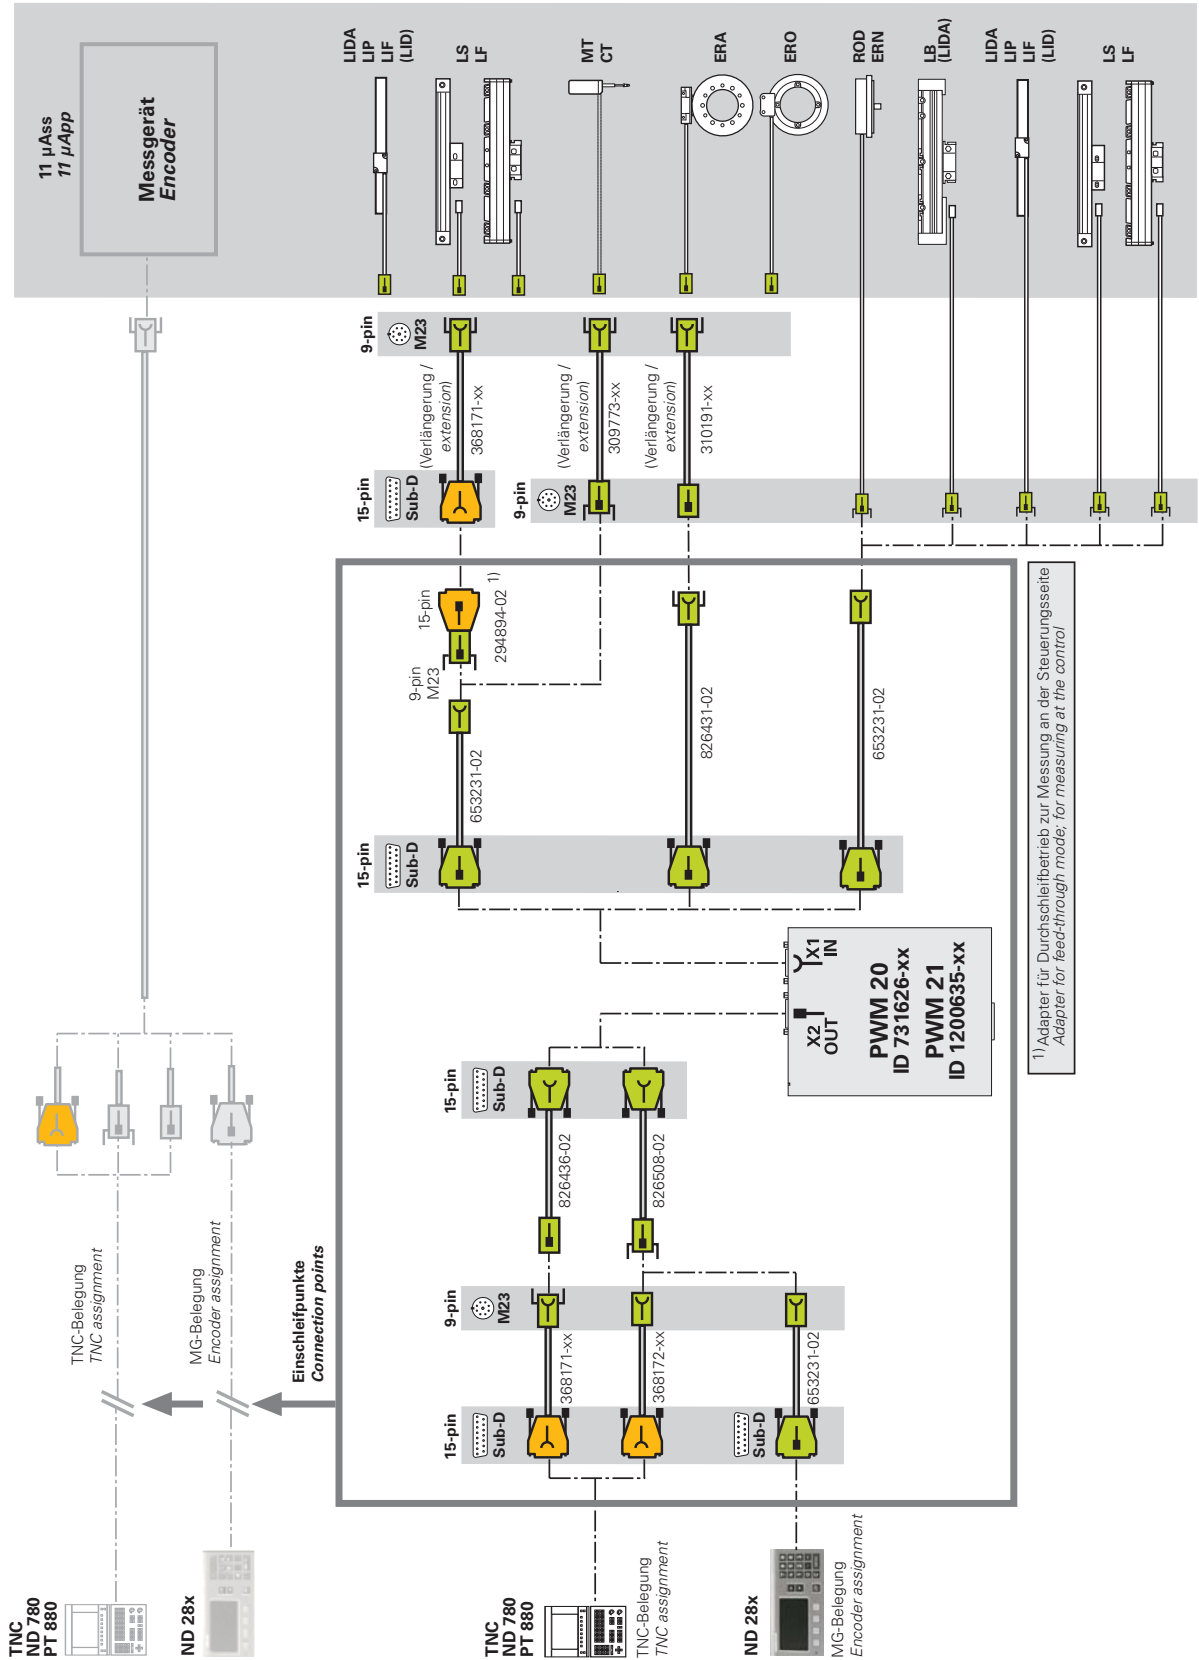 11 µAss
11 µApp
Messgerät
Encoder
LIDA
LIP
LIF
(LID)
LS
LF
MT
CT
ERA
ERO
ROD
ERN
LB
(LIDA)
LIDA
LIP
LIF
(LID)
LS
LF
9-pin
M23
(Verlängerung /
extension)
368171-xx
(Verlängerung /
extension)
309773-xx
(Verlängerung /
extension)
310191-xx
15-pin
Sub-D
9-pin
M23
15-pin
294894-02 1)
9-pin
M23
653231-02
826431-02
653231-02
15-pin
Sub-D
X1
IN
X2
OUT
PWM 20
ID 731626-xx
PWM 21
ID 1200635-xx
1) Adapter für Durchschleifbetrieb zur Messung an der Steuerungsseite
Adapter for feed-through mode; for measuring at the control
15-pin
Sub-D
826436-02
826508-02
9-pin
M23
368171-xx
368172-xx
653231-02
15-pin
Sub-D
Sub-D
TNC-Belegung
TNC assignment
MG-Belegung
Encoder assignment
Einschleifpunkte
Connection points
TNC
ND 780
PT 880
ND 28x
TNC
ND 780
PT 880
TNC-Belegung
TNC assignment
ND 28x
MG-Belegung
Encoder assignment